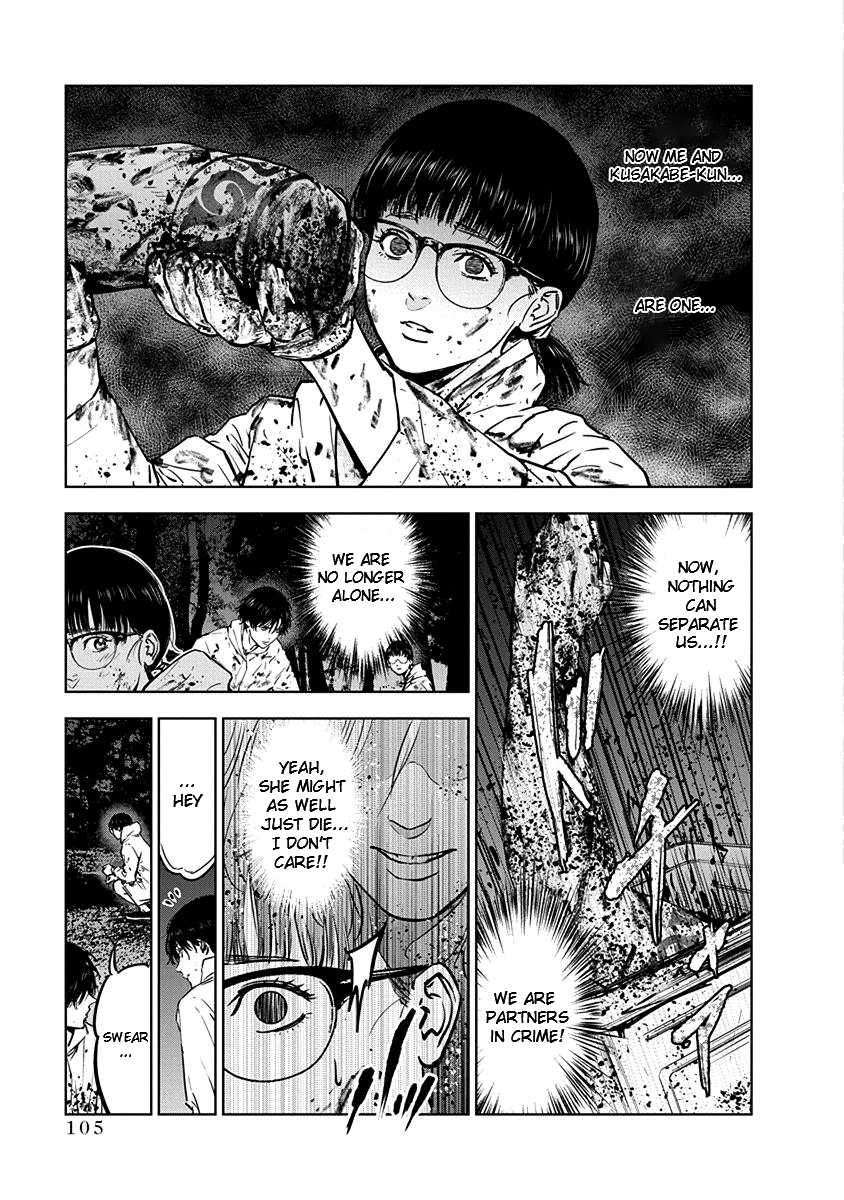 NOW ME AND
KUSAKABE-KUN...
ARE ONE...
NOW,
NOTHING
CAN
SEPARATE
US...!!
WE ARE
PARTNERS
IN CRIME!
WE ARE
NO LONGER
ALONE...
YEAH,
SHE MIGHT
AS WELL
JUST DIE...
I DON'T
CARE!!
...
HEY
SWEAR
...
105